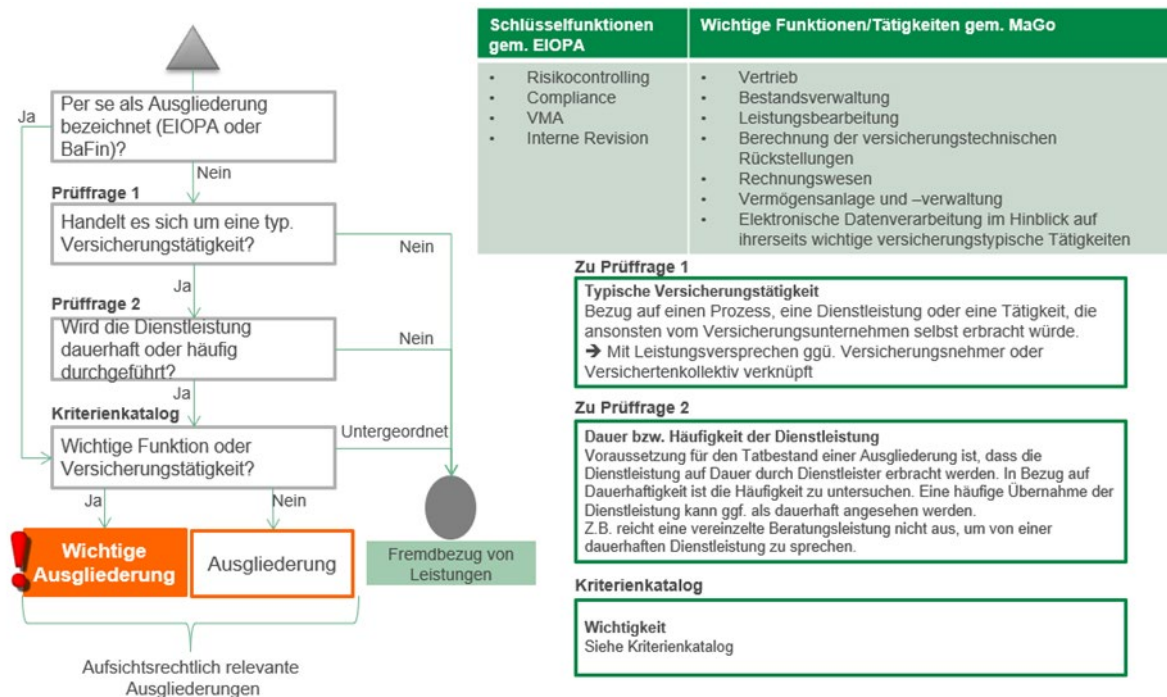 Per se als Ausgliederung
bezeichnet (EIOPA oder
BaFin)?
Ja
Nein
Prüffrage 1
Handelt es sich um eine typ.
Versicherungstätigkeit?
Nein
Ja
Prüffrage 2
Wird die Dienstleistung
dauerhaft oder häufig
durchgeführt?
Nein
Ja
Kriterienkatalog
Wichtige Funktion oder
Versicherungstätigkeit?
Untergeordnet
Ja
Nein
Wichtige
Ausgliederung
Ausgliederung
Fremdbezug von
Leistungen
Aufsichtsrechtlich relevante
Ausgliederungen
Schlüsselfunktionen
gem. EIOPA
• Risikocontrolling
• Compliance
• VMA
• Interne Revision
Wichtige Funktionen/Tätigkeiten gem. MaGo
• Vertrieb
• Bestandsverwaltung
• Leistungsbearbeitung
• Berechnung der versicherungstechnischen
Rückstellungen
• Rechnungswesen
• Vermögensanlage und –verwaltung
• Elektronische Datenverarbeitung im Hinblick auf
ihrerseits wichtige versicherungstypische Tätigkeiten
Zu Prüffrage 1
Typische Versicherungstätigkeit
Bezug auf einen Prozess, eine Dienstleistung oder eine Tätigkeit, die
ansonsten vom Versicherungsunternehmen selbst erbracht würde.
➔ Mit Leistungsversprechen ggü. Versicherungsnehmer oder
Versichertenkollektiv verknüpft
Zu Prüffrage 2
Dauer bzw. Häufigkeit der Dienstleistung
Voraussetzung für den Tatbestand einer Ausgliederung ist, dass die
Dienstleistung auf Dauer durch Dienstleister erbracht werden. In Bezug auf
Dauerhaftigkeit ist die Häufigkeit zu untersuchen. Eine häufige Übernahme der
Dienstleistung kann ggf. als dauerhaft angesehen werden.
Z.B. reicht eine vereinzelte Beratungsleistung nicht aus, um von einer
dauerhaften Dienstleistung zu sprechen.
Kriterienkatalog
Wichtigkeit
Siehe Kriterienkatalog